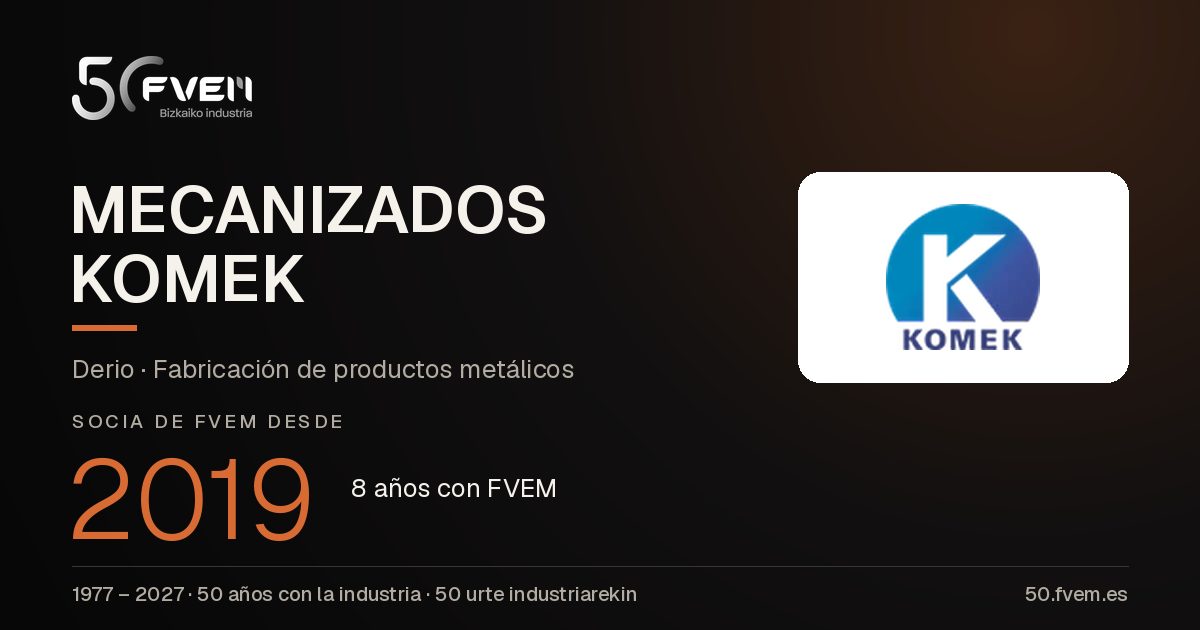 50 FVEM
Bizkaiko industria
MECANIZADOS
KOMEK
K
KOMEK
Derio · Fabricación de productos metálicos
SOCIA DE FVEM DESDE
2019
8 años con FVEM
1977 – 2027 · 50 años con la industria · 50 urte industriarekin
50.fvem.es